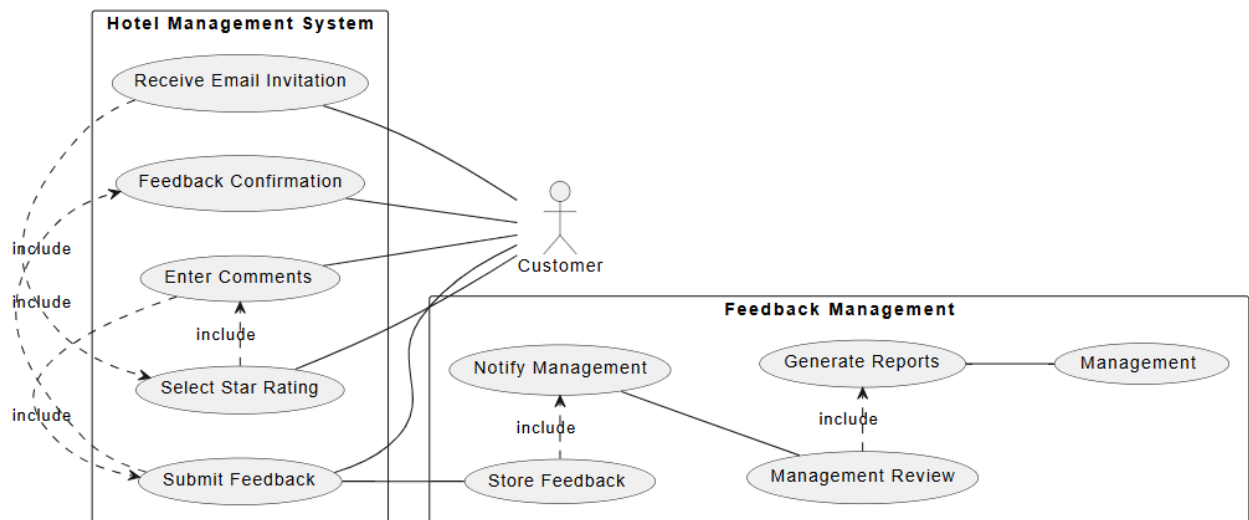 Hotel Management System
Receive Email Invitation
Feedback Confirmation
include
Customer
Enter Comments
include
Feedback Management
include
Generate Reports
Management
Notify Management
Select Star Rating
include
include
include
Submit Feedback
Store Feedback
Management Review